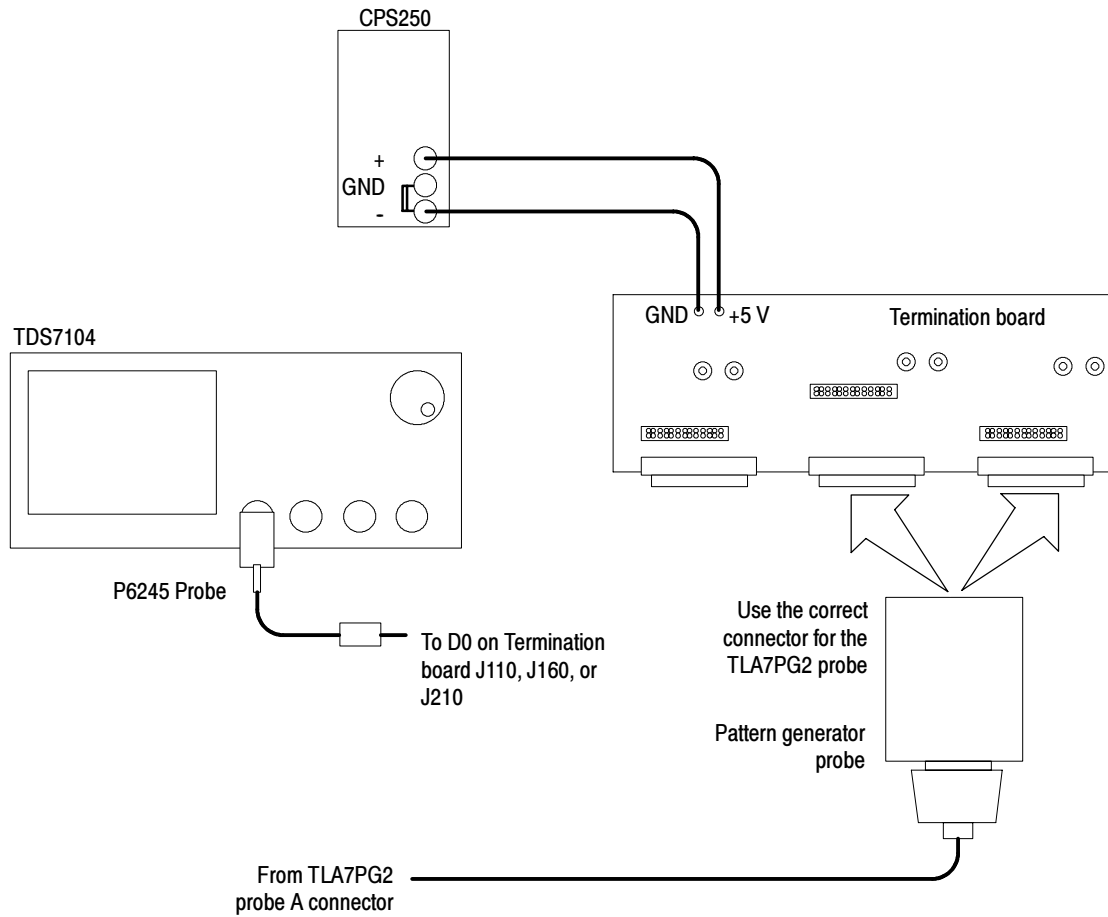 CPS250
+
GND
-
GND
+5 V
Termination board
TDS7104
P6245 Probe
To D0 on Termination
board J110, J160, or
J210
Use the correct
connector for the
TLA7PG2 probe
Pattern generator
probe
From TLA7PG2
probe A connector